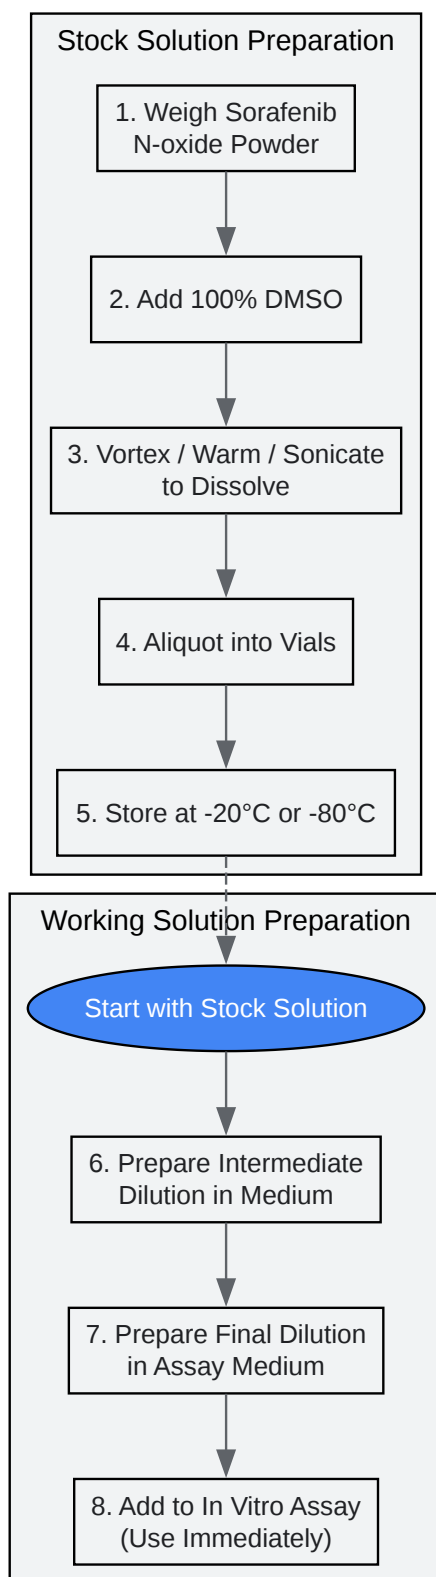 Stock Solution Preparation
1. Weigh Sorafenib
N-oxide Powder
2. Add 100% DMSO
3. Vortex / Warm / Sonicate
to Dissolve
4. Aliquot into Vials
5. Store at -20°C or -80°C
Working Solution Preparation
Start with Stock Solution
6. Prepare Intermediate
Dilution in Medium
7. Prepare Final Dilution
in Assay Medium
8. Add to In Vitro Assay
(Use Immediately)